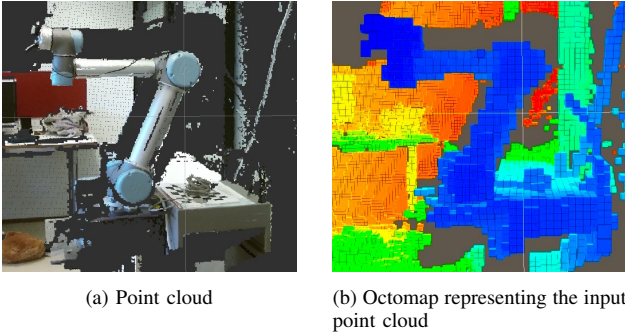 (a) Point cloud
(b) Octomap representing the input
point cloud